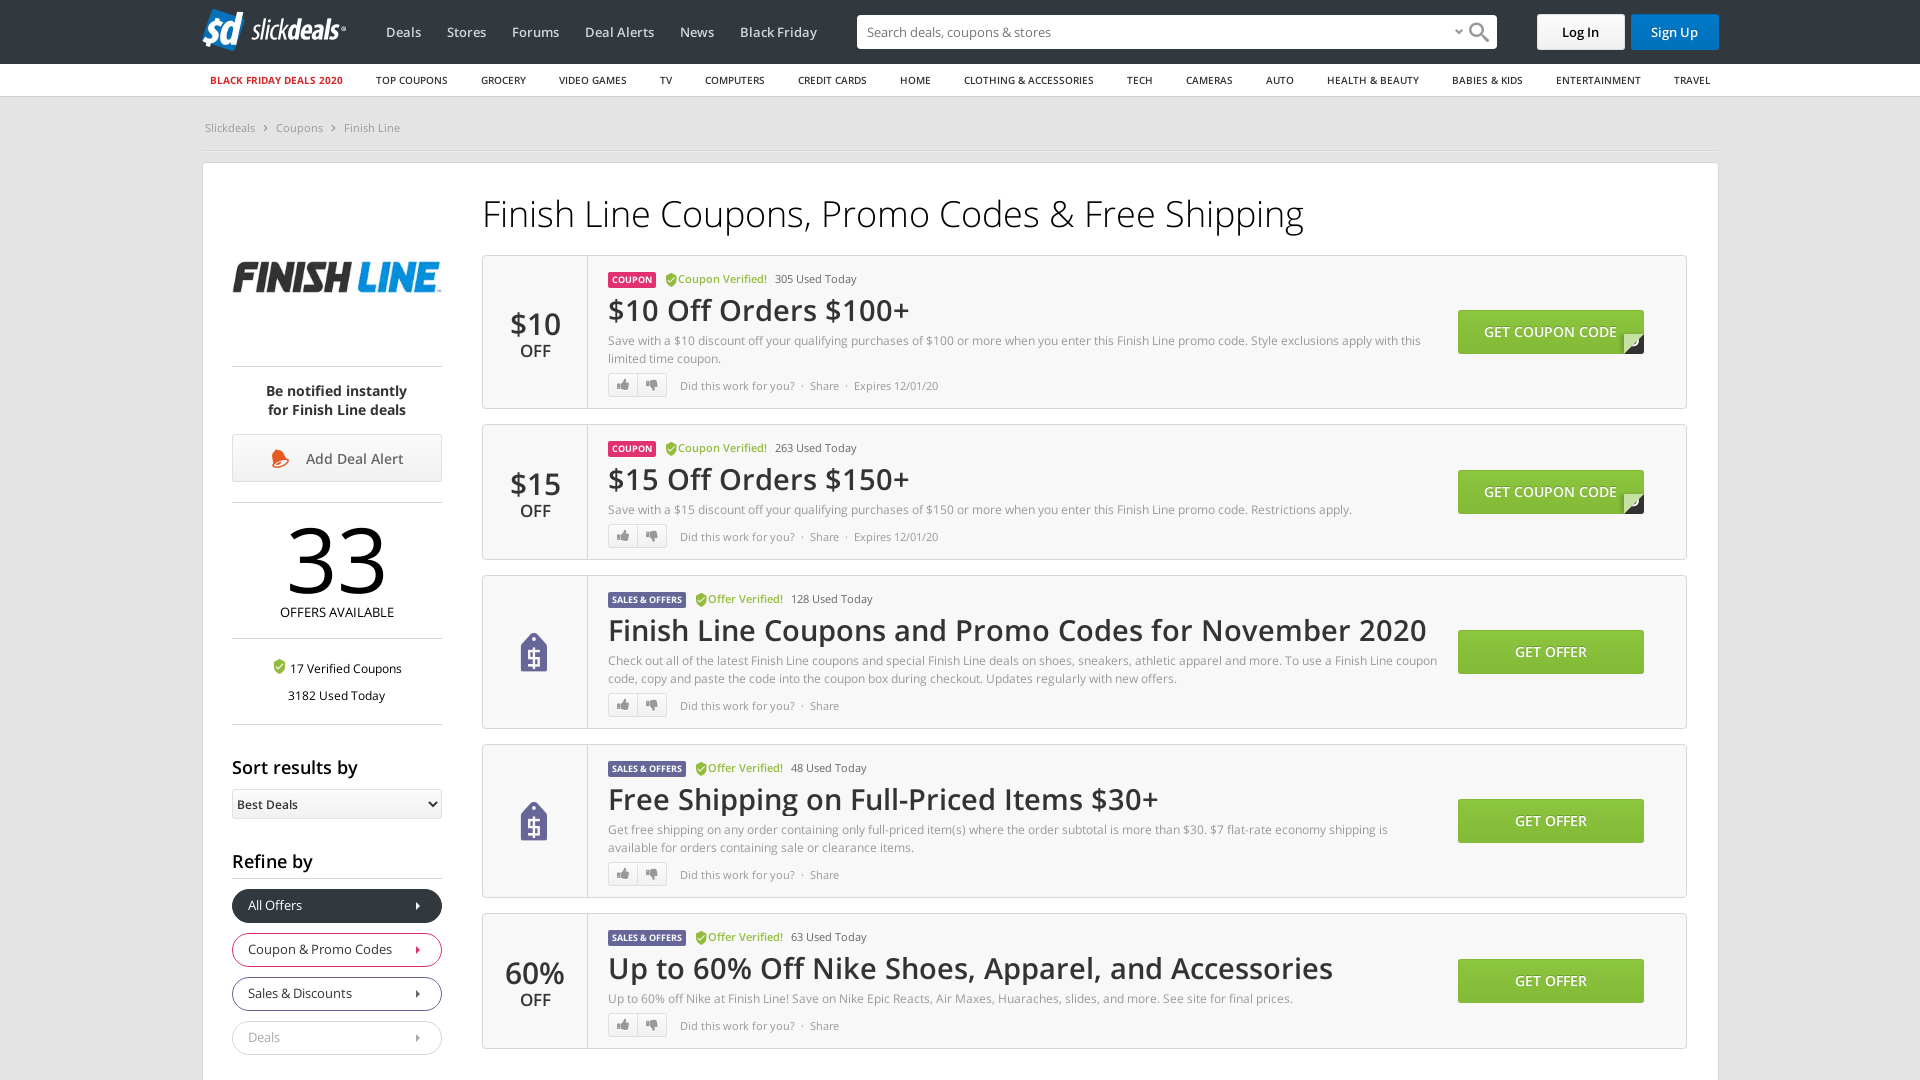 sd slickdeals
Deals
Stores
Forums
Deal Alerts
News
Black Friday
Search deals, coupons & stores
Log In
Sign Up
BLACK FRIDAY DEALS 2020
TOP COUPONS
GROCERY
VIDEO GAMES
TV
COMPUTERS
CREDIT CARDS
HOME
CLOTHING & ACCESSORIES
TECH
CAMERAS
AUTO
HEALTH & BEAUTY
BABIES & KIDS
ENTERTAINMENT
TRAVEL
Slickdeals › Coupons › Finish Line
FINISH LINE
Be notified instantly
for Finish Line deals
Add Deal Alert
33
OFFERS AVAILABLE
17 Verified Coupons
3182 Used Today
Sort results by
Best Deals
Refine by
All Offers
Coupon & Promo Codes
Sales & Discounts
Deals
Finish Line Coupons, Promo Codes & Free Shipping
$10
OFF
COUPON Coupon Verified! 305 Used Today
$10 Off Orders $100+
Save with a $10 discount off your qualifying purchases of $100 or more when you enter this Finish Line promo code. Style exclusions apply with this
limited time coupon.
Did this work for you? · Share · Expires 12/01/20
GET COUPON CODE
$15
OFF
COUPON Coupon Verified! 263 Used Today
$15 Off Orders $150+
Save with a $15 discount off your qualifying purchases of $150 or more when you enter this Finish Line promo code. Restrictions apply.
Did this work for you? · Share · Expires 12/01/20
GET COUPON CODE
$
SALES & OFFERS Offer Verified! 128 Used Today
Finish Line Coupons and Promo Codes for November 2020
Check out all of the latest Finish Line coupons and special Finish Line deals on shoes, sneakers, athletic apparel and more. To use a Finish Line coupon
code, copy and paste the code into the coupon box during checkout. Updates regularly with new offers.
Did this work for you? · Share
GET OFFER
$
SALES & OFFERS Offer Verified! 48 Used Today
Free Shipping on Full-Priced Items $30+
Get free shipping on any order containing only full-priced item(s) where the order subtotal is more than $30. $7 flat-rate economy shipping is
available for orders containing sale or clearance items.
Did this work for you? · Share
GET OFFER
60%
OFF
SALES & OFFERS Offer Verified! 63 Used Today
Up to 60% Off Nike Shoes, Apparel, and Accessories
Up to 60% off Nike at Finish Line! Save on Nike Epic Reacts, Air Maxes, Huaraches, slides, and more. See site for final prices.
Did this work for you? · Share
GET OFFER